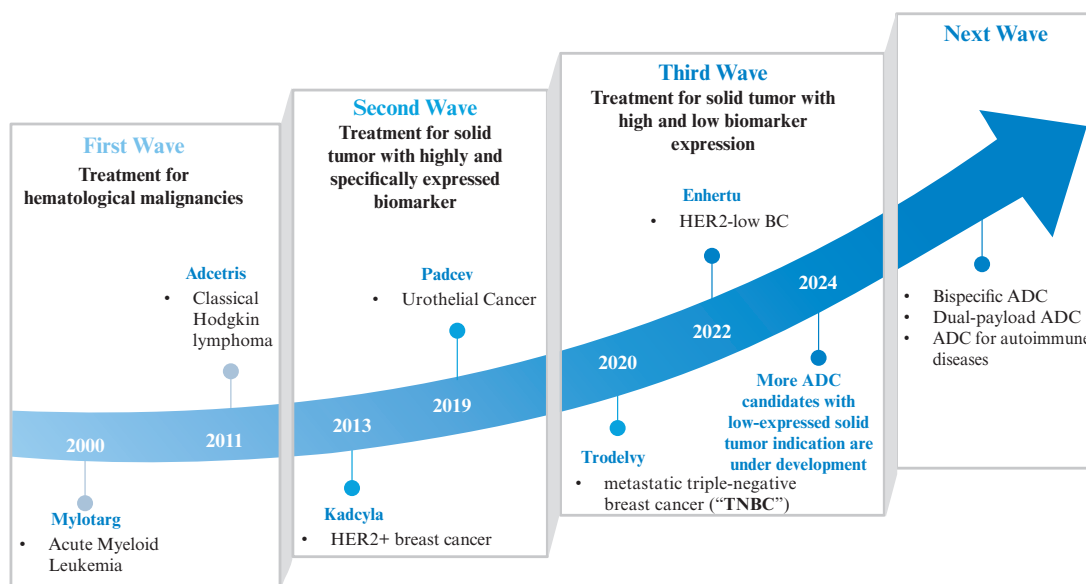 First Wave
Treatment for
hematological malignancies
Adcetris
• Classical
Hodgkin
lymphoma
2000
2011
Mylotarg
• Acute Myeloid
Leukemia
Second Wave
Treatment for solid
tumor with highly and
specifically expressed
biomarker
Padcev
• Urothelial Cancer
2013
2019
Kadcyla
• HER2+ breast cancer
Third Wave
Treatment for solid tumor with
high and low biomarker
expression
Enhertu
• HER2-low BC
2020
2022
2024
Trodelvy
• metastatic triple-negative
breast cancer (“TNBC”)
More ADC
candidates with
low-expressed solid
tumor indication are
under development
Next Wave
• Bispecific ADC
• Dual-payload ADC
• ADC for autoimmune
diseases